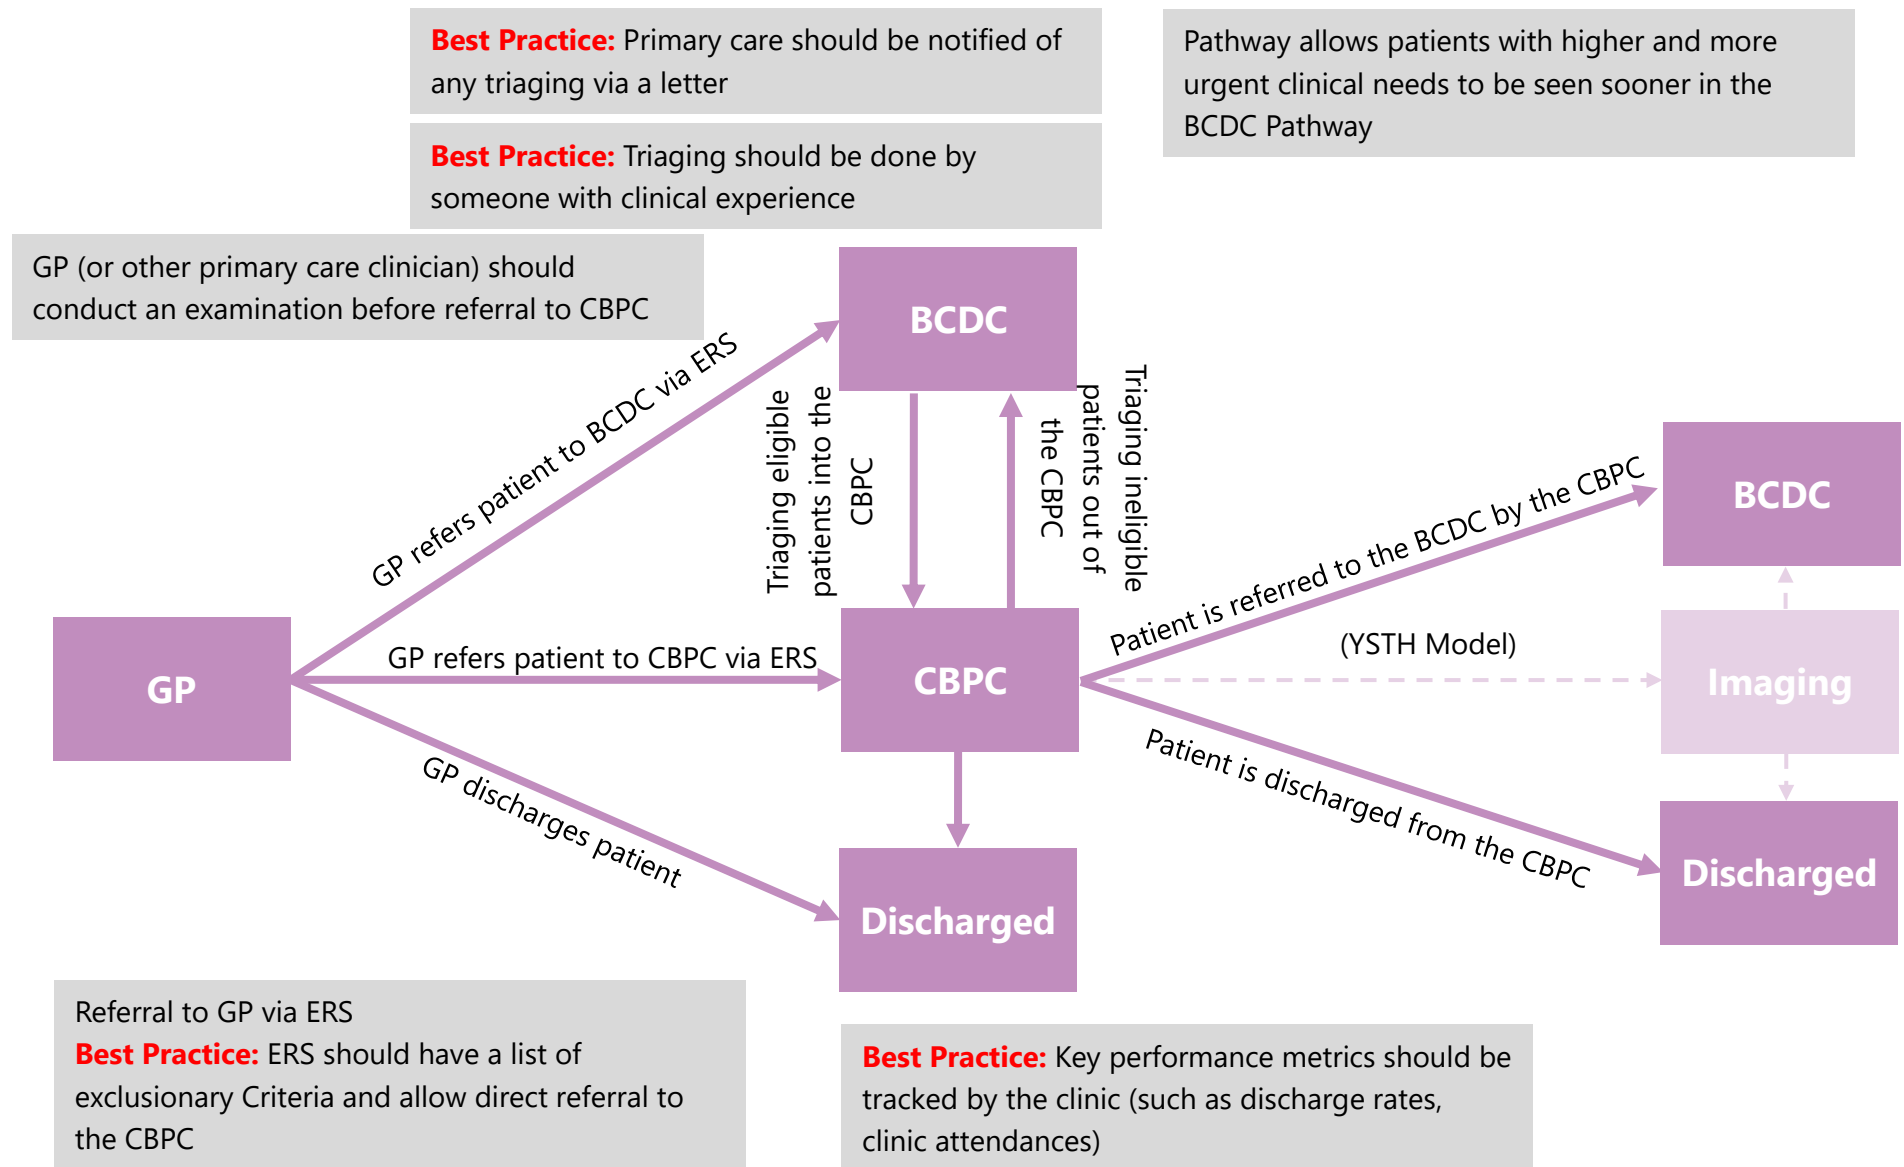 Best Practice: Primary care should be notified of
any triaging via a letter
Pathway allows patients with higher and more
urgent clinical needs to be seen sooner in the
BCDC Pathway
Best Practice: Triaging should be done by
someone with clinical experience
GP (or other primary care clinician) should
conduct an examination before referral to CBPC
BCDC
GP refers patient to BCDC via ERS
Triaging eligible
patients into the
CBPC
Triaging ineligible
patients out of
the CBPC
Patient is referred to the BCDC by the CBPC
BCDC
GP
GP refers patient to CBPC via ERS
CBPC
(YSTH Model)
Imaging
GP discharges patient
Patient is discharged from the CBPC
Discharged
Discharged
Referral to GP via ERS
Best Practice: ERS should have a list of
exclusionary Criteria and allow direct referral to
the CBPC
Best Practice: Key performance metrics should be
tracked by the clinic (such as discharge rates,
clinic attendances)